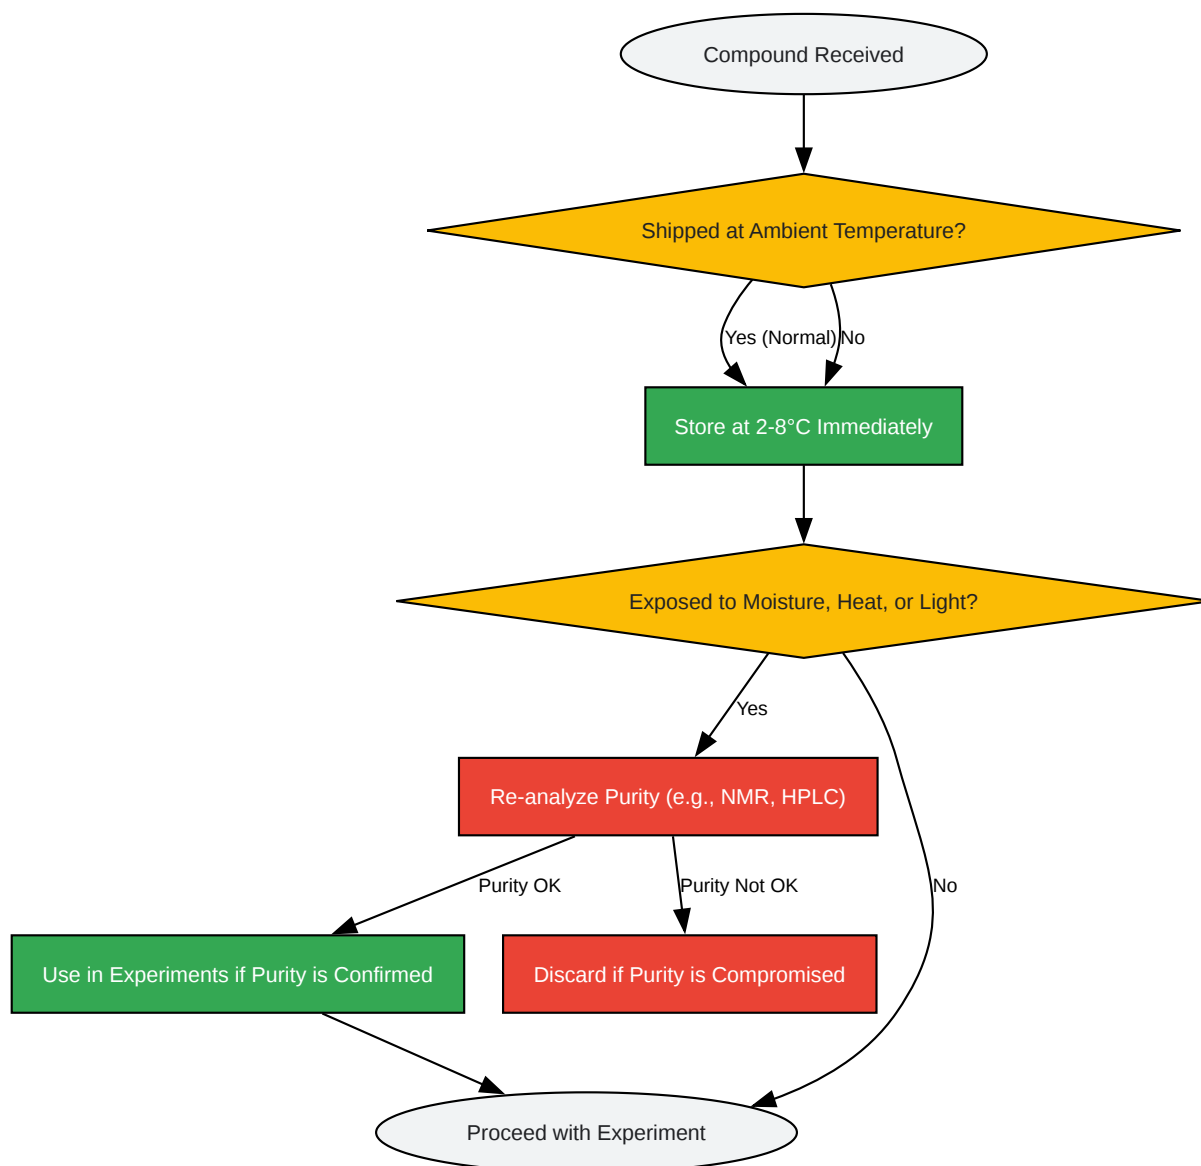 Compound Received
Shipped at Ambient Temperature?
Yes (Normal)
No
Store at 2-8°C Immediately
Exposed to Moisture, Heat, or Light?
Yes
Re-analyze Purity (e.g., NMR, HPLC)
Purity OK
Purity Not OK
No
Use in Experiments if Purity is Confirmed
Discard if Purity is Compromised
Proceed with Experiment